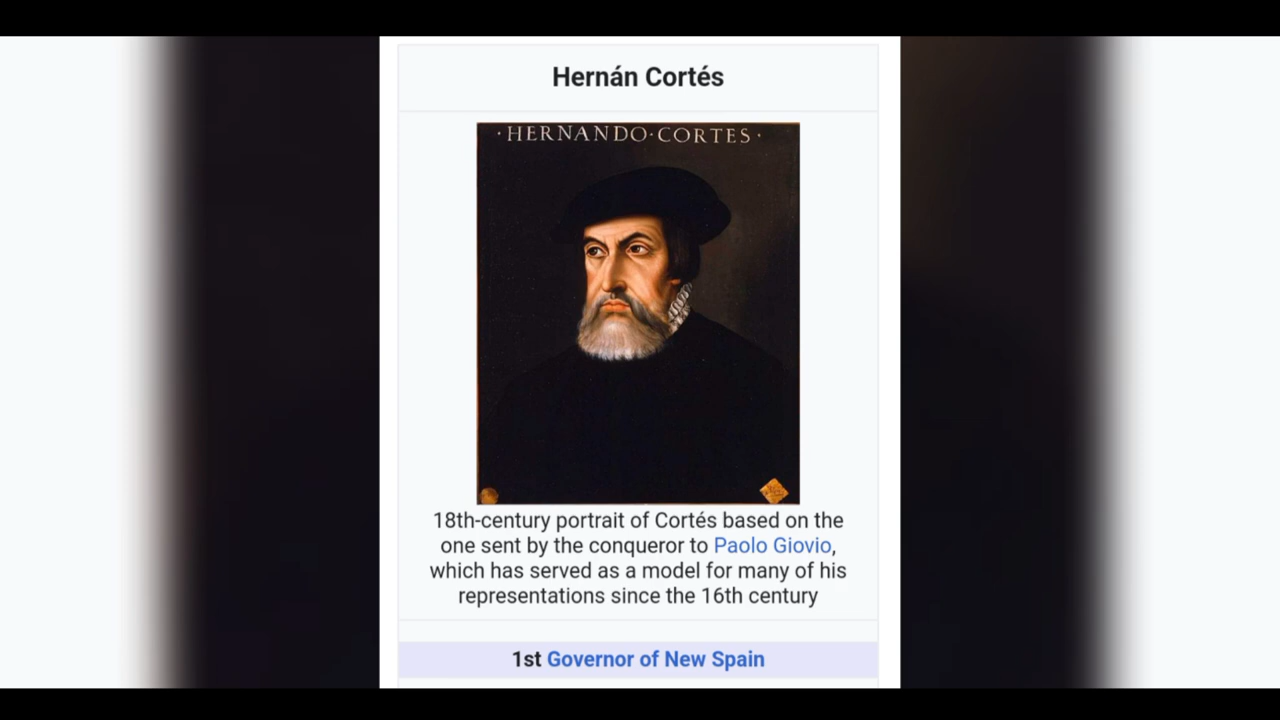 Hernán Cortés
·HERNANDO·CORTES·
18th-century portrait of Cortés based on the
one sent by the conqueror to Paolo Giovio,
which has served as a model for many of his
representations since the 16th century
1st Governor of New Spain